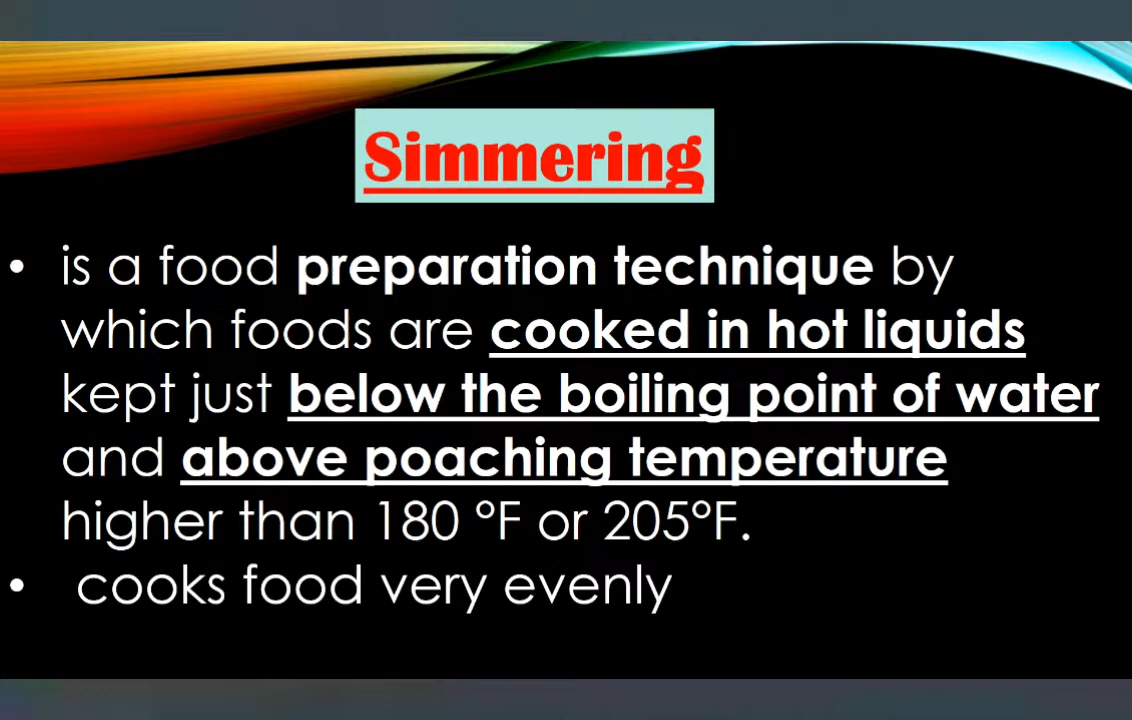 Simmering
• is a food preparation technique by
which foods are cooked in hot liquids
kept just below the boiling point of water
and above poaching temperature
higher than 180 °F or 205°F.
• cooks food very evenly